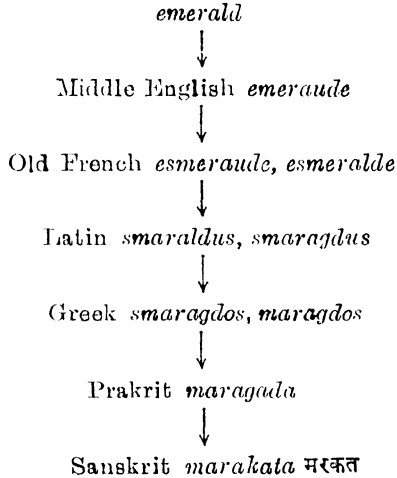 emerald
Middle English emeraude
Old French esmeraude, esmeralde
Latin smaraldus, smaragdus
Greek smaragdos, maragdos
Prakrit maragada
Sanskrit marakata मरकत